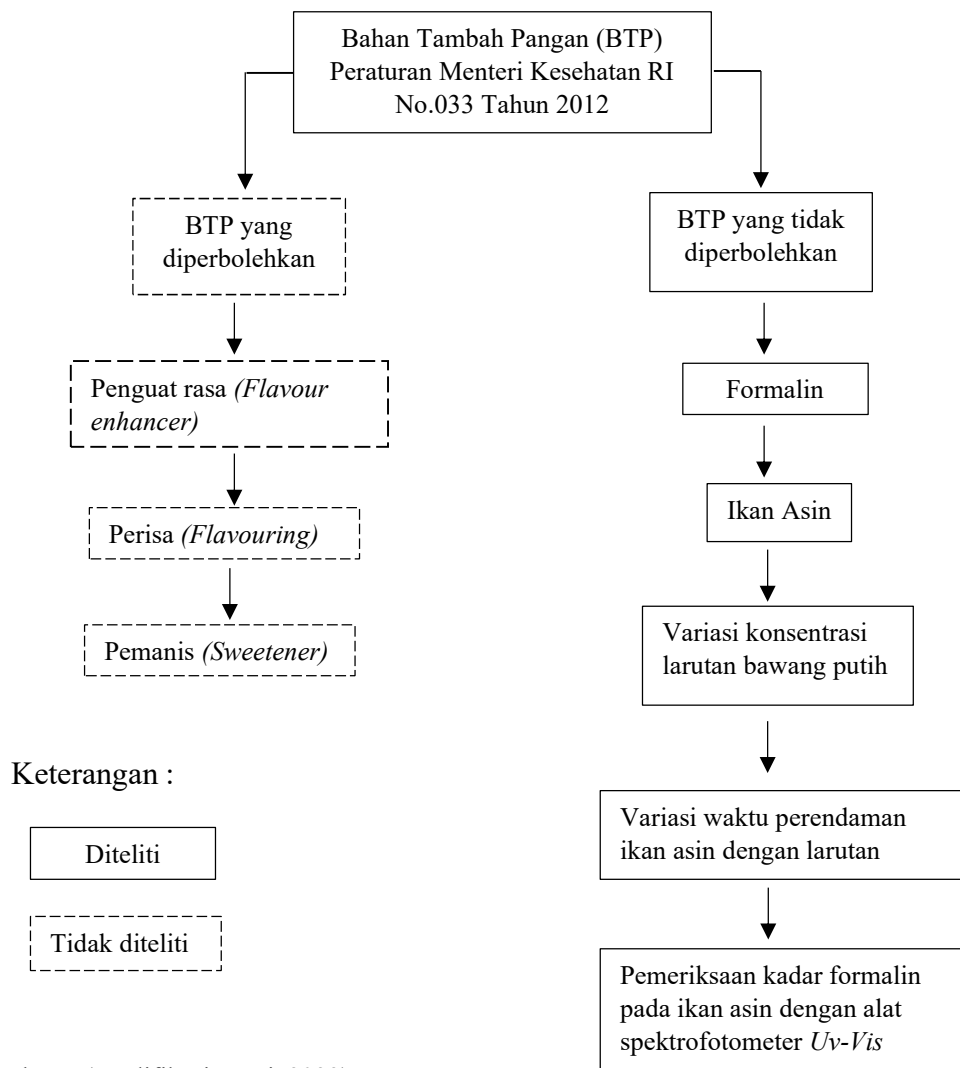 Bahan Tambah Pangan (BTP)
Peraturan Menteri Kesehatan RI
No.033 Tahun 2012
BTP yang
diperbolehkan
Penguat rasa (Flavour
enhancer)
Perisa (Flavouring)
Pemanis (Sweetener)
BTP yang tidak
diperbolehkan
Formalin
Ikan Asin
Variasi konsentrasi
larutan bawang putih
Variasi waktu perendaman
ikan asin dengan larutan
Pemeriksaan kadar formalin
pada ikan asin dengan alat
spektrofotometer Uv-Vis
Keterangan :
Diteliti
Tidak diteliti